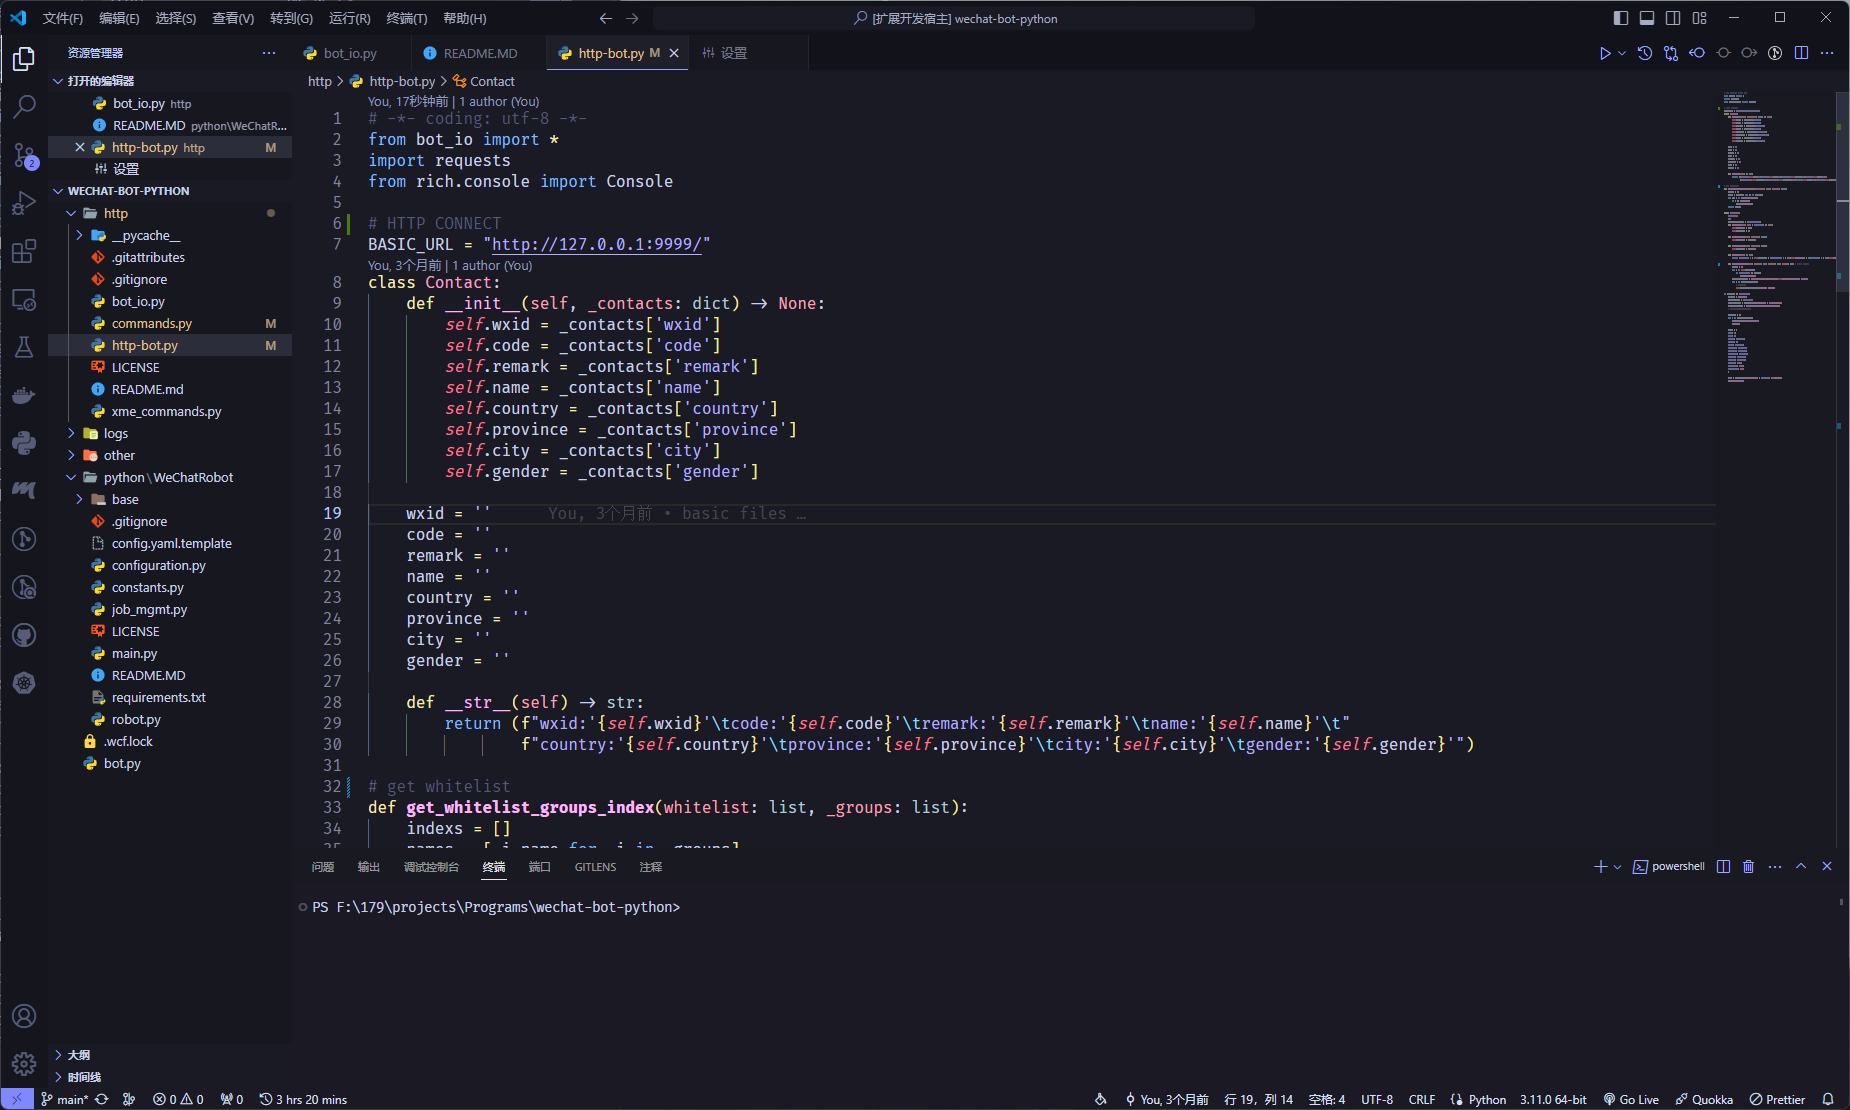 文件(F) 编辑(E) 选择(S) 查看(V) 转到(G) 运行(R) 终端(T) 帮助(H) [扩展开发宿主] wechat-bot-python
资源管理器
打开的编辑器
bot_io.py http
README.MD python\WeChatR...
http-bot.py http M
设置
2
WECHAT-BOT-PYTHON
http
__pycache__
.gitattributes
.gitignore
bot_io.py
commands.py M
http-bot.py M
LICENSE
README.md
xme_commands.py
logs
other
python\WeChatRobot
base
.gitignore
config.yaml.template
configuration.py
constants.py
job_mgmt.py
LICENSE
main.py
README.MD
requirements.txt
robot.py
.wcf.lock
bot.py
大纲
时间线
bot_io.py README.MD http-bot.py M 设置
http > http-bot.py > Contact
You, 17秒钟前 | 1 author (You)
1 # -*- coding: utf-8 -*-
2 from bot_io import *
3 import requests
4 from rich.console import Console
5
6 # HTTP CONNECT
7 BASIC_URL = "http://127.0.0.1:9999/"
You, 3个月前 | 1 author (You)
8 class Contact:
9 def __init__(self, _contacts: dict) -> None:
10 self.wxid = _contacts['wxid']
11 self.code = _contacts['code']
12 self.remark = _contacts['remark']
13 self.name = _contacts['name']
14 self.country = _contacts['country']
15 self.province = _contacts['province']
16 self.city = _contacts['city']
17 self.gender = _contacts['gender']
18
19 wxid = '' You, 3个月前 • basic files …
20 code = ''
21 remark = ''
22 name = ''
23 country = ''
24 province = ''
25 city = ''
26 gender = ''
27
28 def __str__(self) -> str:
29 return (f"wxid:'{self.wxid}'\tcode:'{self.code}'\tremark:'{self.remark}'\tname:'{self.name}'\t"
30 f"country:'{self.country}'\tprovince:'{self.province}'\tcity:'{self.city}'\tgender:'{self.gender}'")
31
32 # get whitelist
33 def get_whitelist_groups_index(whitelist: list, _groups: list):
34 indexs = []
问题 输出 调试控制台 终端 端口 GITLENS 注释 powershell
PS F:\179\projects\Programs\wechat-bot-python>
main* 0 0 0 3 hrs 20 mins You, 3个月前 行 19, 列 14 空格: 4 UTF-8 CRLF Python 3.11.0 64-bit Go Live Quokka Prettier